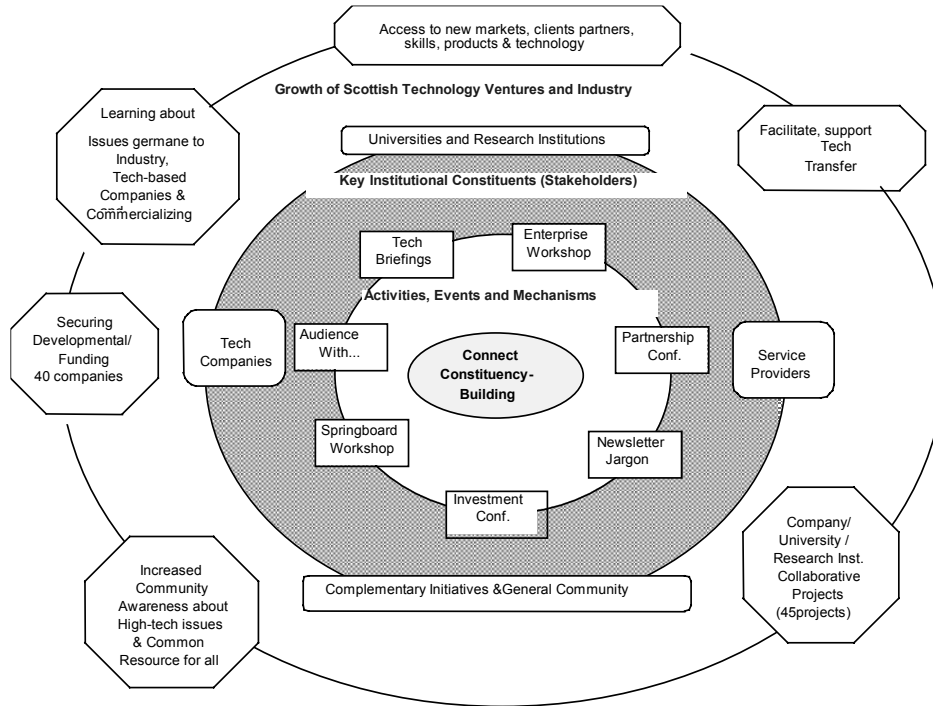 Access to new markets, clients partners,
skills, products & technology
Growth of Scottish Technology Ventures and Industry
Learning about
Issues germane to
Industry,
Tech-based
Companies &
Commercializing
Facilitate, support
Tech
Transfer
Universities and Research Institutions
Key Institutional Constituents (Stakeholders)
Tech
Briefings
Enterprise
Workshop
Activities, Events and Mechanisms
Securing
Developmental/
Funding
40 companies
Tech
Companies
Audience
With...
Connect
Constituency-
Building
Partnership
Conf.
Service
Providers
Springboard
Workshop
Newsletter
Jargon
Investment
Conf.
Company/
University /
Research Inst.
Collaborative
Projects
(45projects)
Increased
Community
Awareness about
High-tech issues
& Common
Resource for all
Complementary Initiatives &General Community